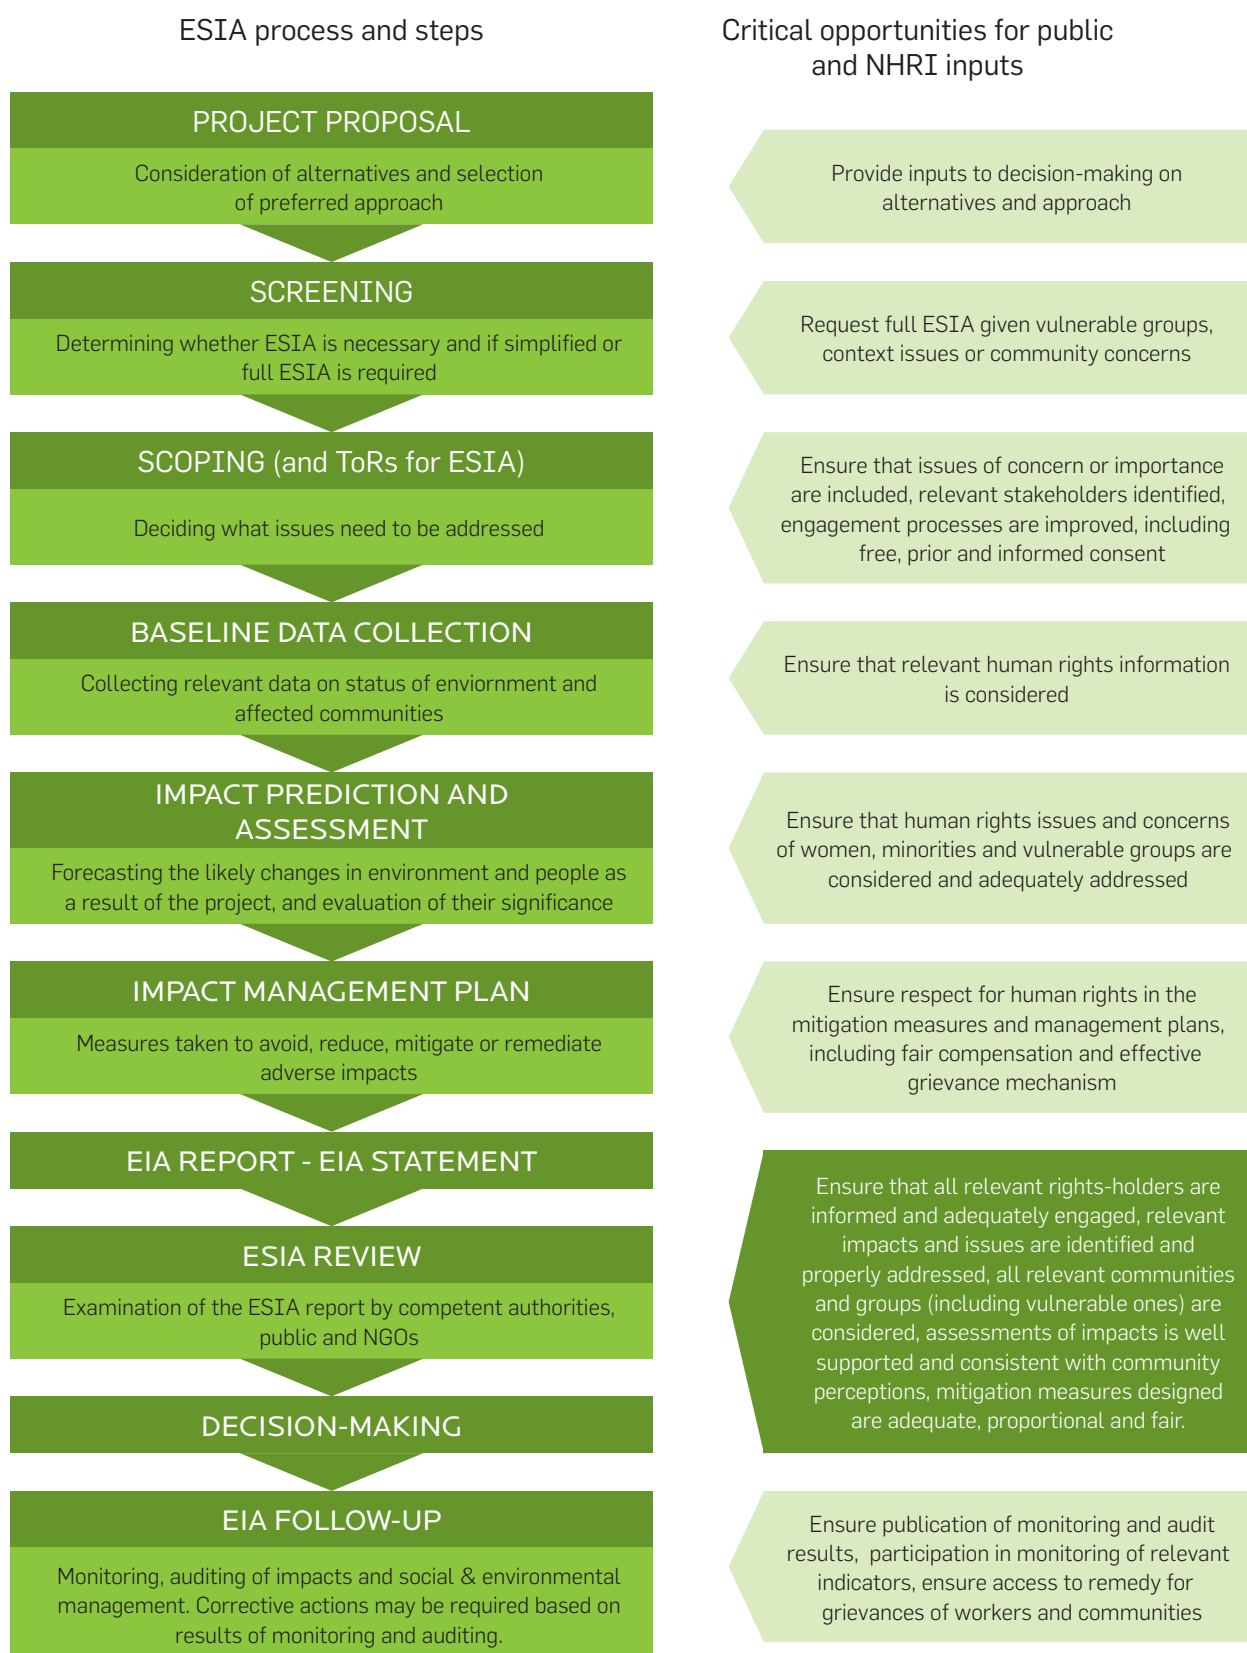 ESIA process and steps
Critical opportunities for public
and NHRI inputs
PROJECT PROPOSAL
Consideration of alternatives and selection
of preferred approach
Provide inputs to decision-making on
alternatives and approach
SCREENING
Determining whether ESIA is necessary and if simplified or
full ESIA is required
Request full ESIA given vulnerable groups,
context issues or community concerns
SCOPING (and ToRs for ESIA)
Deciding what issues need to be addressed
Ensure that issues of concern or importance
are included, relevant stakeholders identified,
engagement processes are improved, including
free, prior and informed consent
BASELINE DATA COLLECTION
Collecting relevant data on status of enviornment and
affected communities
Ensure that relevant human rights information
is considered
IMPACT PREDICTION AND
ASSESSMENT
Forecasting the likely changes in environment and people as
a result of the project, and evaluation of their significance
Ensure that human rights issues and concerns
of women, minorities and vulnerable groups are
considered and adequately addressed
IMPACT MANAGEMENT PLAN
Measures taken to avoid, reduce, mitigate or remediate
adverse impacts
Ensure respect for human rights in the
mitigation measures and management plans,
including fair compensation and effective
grievance mechanism
EIA REPORT - EIA STATEMENT
ESIA REVIEW
Examination of the ESIA report by competent authorities,
public and NGOs
DECISION-MAKING
Ensure that all relevant rights-holders are
informed and adequately engaged, relevant
impacts and issues are identified and
properly addressed, all relevant communities
and groups (including vulnerable ones) are
considered, assessments of impacts is well
supported and consistent with community
perceptions, mitigation measures designed
are adequate, proportional and fair.
EIA FOLLOW-UP
Monitoring, auditing of impacts and social & environmental
management. Corrective actions may be required based on
results of monitoring and auditing.
Ensure publication of monitoring and audit
results, participation in monitoring of relevant
indicators, ensure access to remedy for
grievances of workers and communities